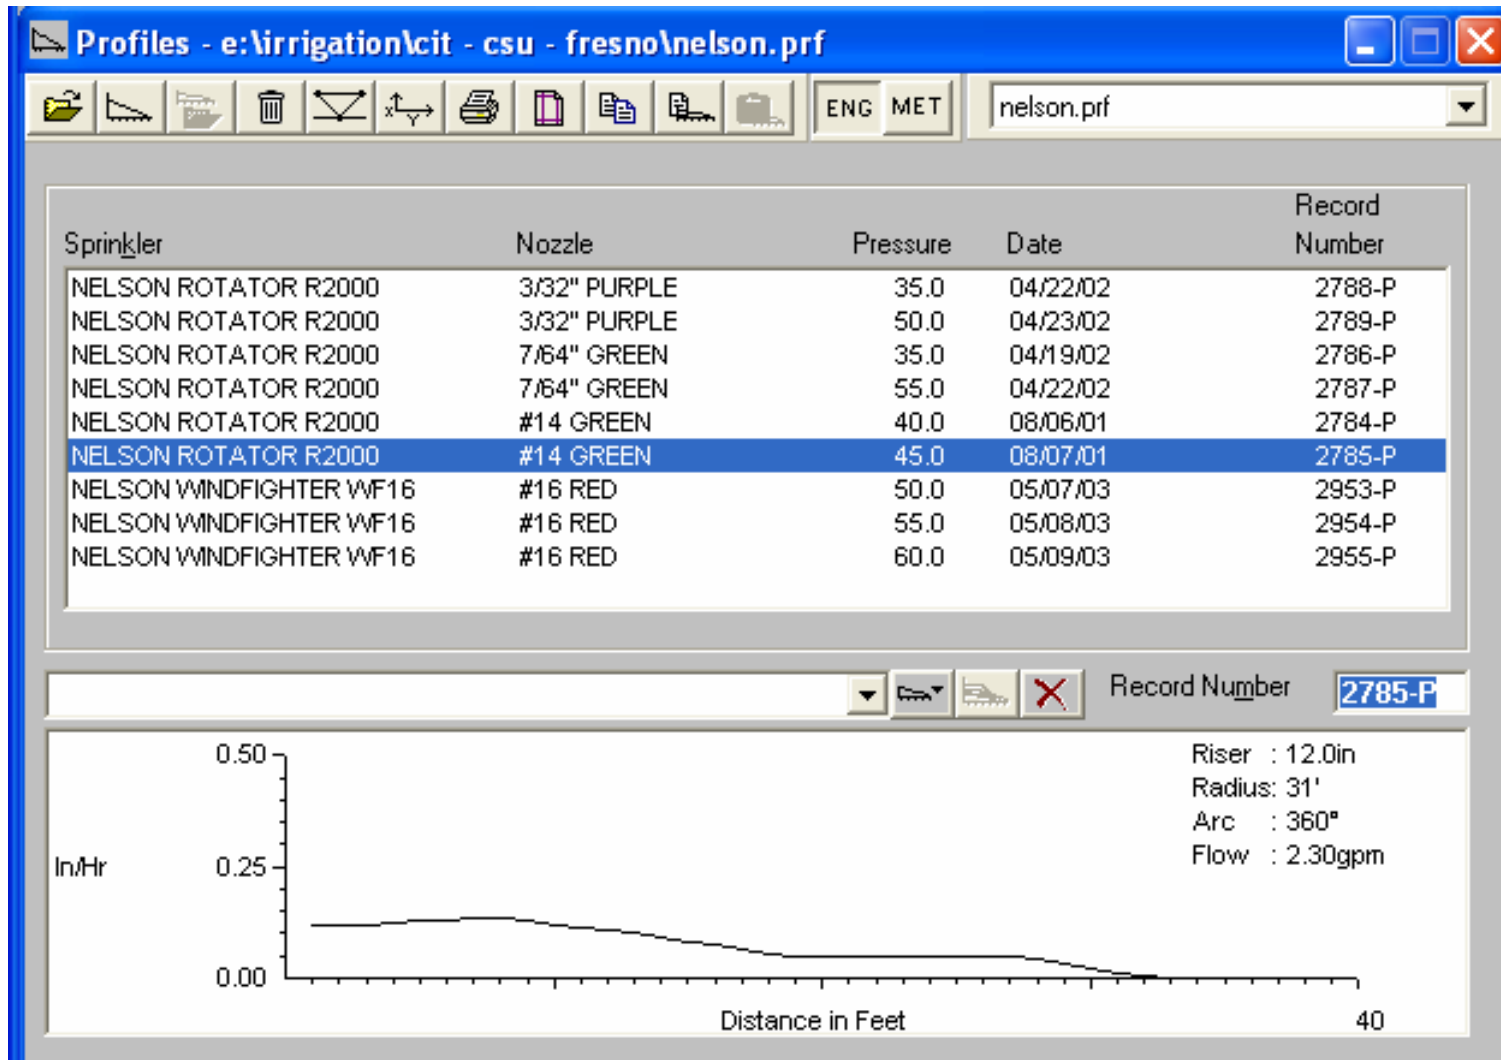 Profiles - e:\irrigation\cit - csu - fresno\nelson.prf
ENG MET nelson.prf
Sprinkler Nozzle Pressure Date Record Number
NELSON ROTATOR R2000 3/32" PURPLE 35.0 04/22/02 2788-P
NELSON ROTATOR R2000 3/32" PURPLE 50.0 04/23/02 2789-P
NELSON ROTATOR R2000 7/64" GREEN 35.0 04/19/02 2786-P
NELSON ROTATOR R2000 7/64" GREEN 55.0 04/22/02 2787-P
NELSON ROTATOR R2000 #14 GREEN 40.0 08/06/01 2784-P
NELSON ROTATOR R2000 #14 GREEN 45.0 08/07/01 2785-P
NELSON WINDFIGHTER WF16 #16 RED 50.0 05/07/03 2953-P
NELSON WINDFIGHTER WF16 #16 RED 55.0 05/08/03 2954-P
NELSON WINDFIGHTER WF16 #16 RED 60.0 05/09/03 2955-P
Record Number 2785-P
0.50
Riser : 12.0in
Radius: 31'
Arc : 360°
Flow : 2.30gpm
In/Hr 0.25
0.00
Distance in Feet 40